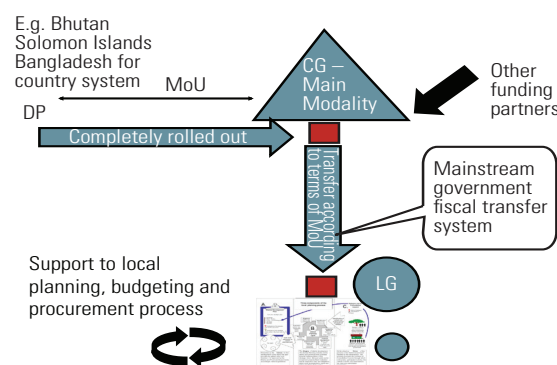 E.g. Bhutan
Solomon Islands
Bangladesh for
country system
MoU
DP
CG –
Main
Modality
Other
funding
partners
Completely rolled out
Transfer according
to terms of MoU
Mainstream
government
fiscal transfer
system
Support to local
planning, budgeting and
procurement process
LG